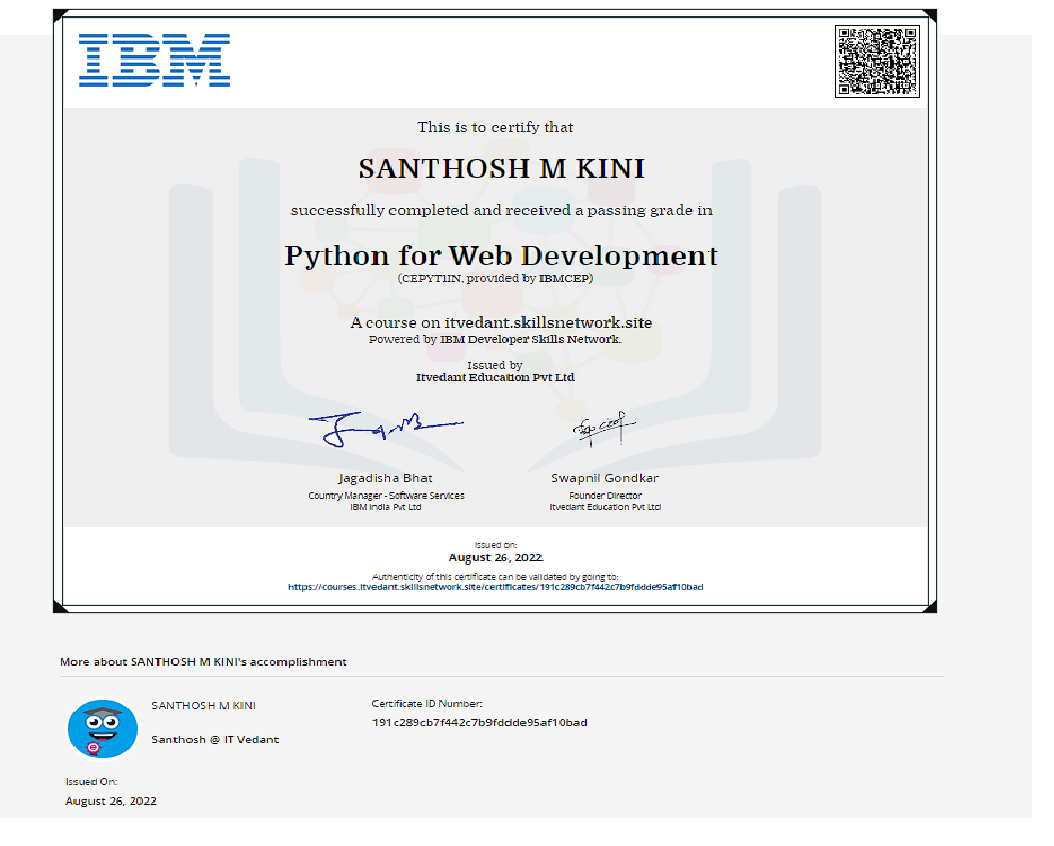 IBM
This is to certify that
SANTHOSH M KINI
successfully completed and received a passing grade in
Python for Web Development
(CEPYT1IN, provided by IBMCEP)
A course on itvedant.skillsnetwork.site
Powered by IBM Developer Skills Network.
Issued by
Itvedant Education Pvt Ltd
Jagadisha Bhat
Country Manager - Software Services
IBM India Pvt Ltd
Swapnil Gondkar
Founder Director
Itvedant Education Pvt Ltd
Issued on:
August 26, 2022
Authenticity of this certificate can be validated by going to:
https://courses.itvedant.skillsnetwork.site/certificates/191c289cb7f442c7b9fddde95af10bad
More about SANTHOSH M KINI's accomplishment
SANTHOSH M KINI
Santhosh @ IT Vedant
Certificate ID Number:
191c289cb7f442c7b9fddde95af10bad
Issued On:
August 26, 2022